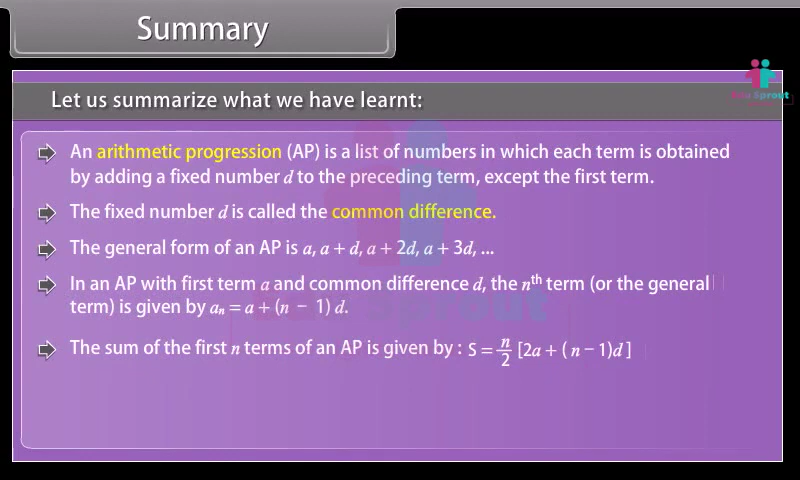 Summary
Edu Sprout
Let us summarize what we have learnt:
An arithmetic progression (AP) is a list of numbers in which each term is obtained
by adding a fixed number d to the preceding term, except the first term.
The fixed number d is called the common difference.
The general form of an AP is a, a + d, a + 2d, a + 3d, ...
In an AP with first term a and common difference d, the nth term (or the general
term) is given by aₙ = a + (n − 1) d.
The sum of the first n terms of an AP is given by : S = n/2 [2a + ( n − 1)d ]